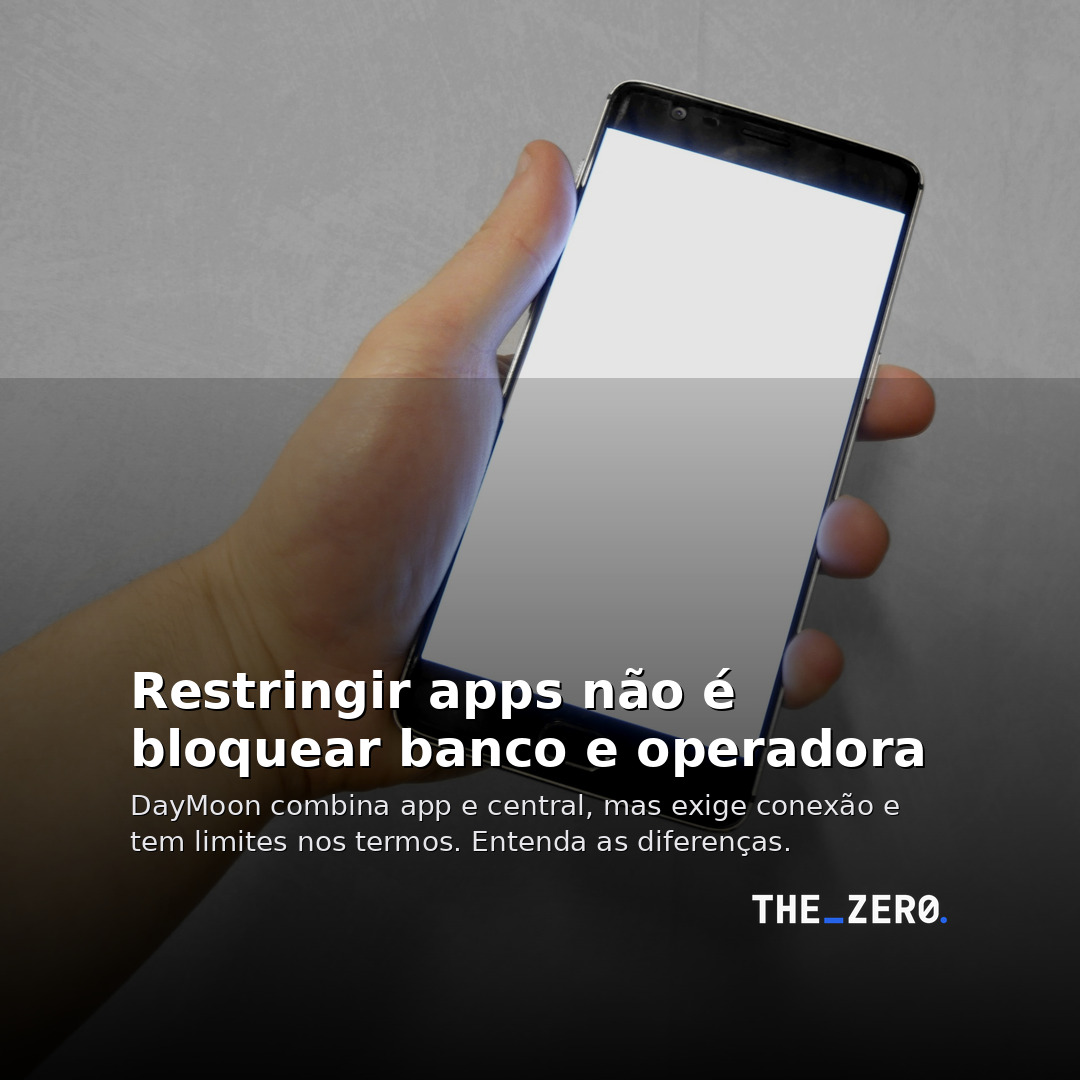 Restringir apps não é
bloquear banco e operadora
DayMoon combina app e central, mas exige conexão e
tem limites nos termos. Entenda as diferenças.
THE_ZERO.